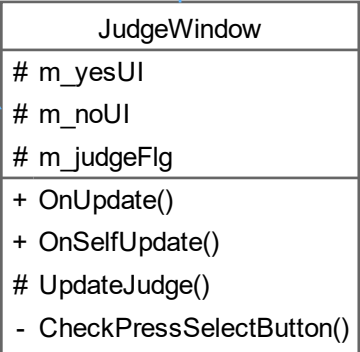 JudgeWindow
# m_yesUI
# m_noUI
# m_judgeFlg
+ OnUpdate()
+ OnSelfUpdate()
# UpdateJudge()
- CheckPressSelectButton()